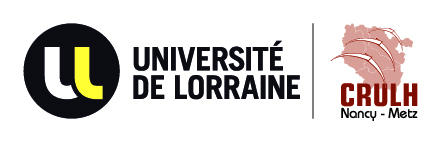 UNIVERSITÉ
DE LORRAINE
CRULH
Nancy - Metz